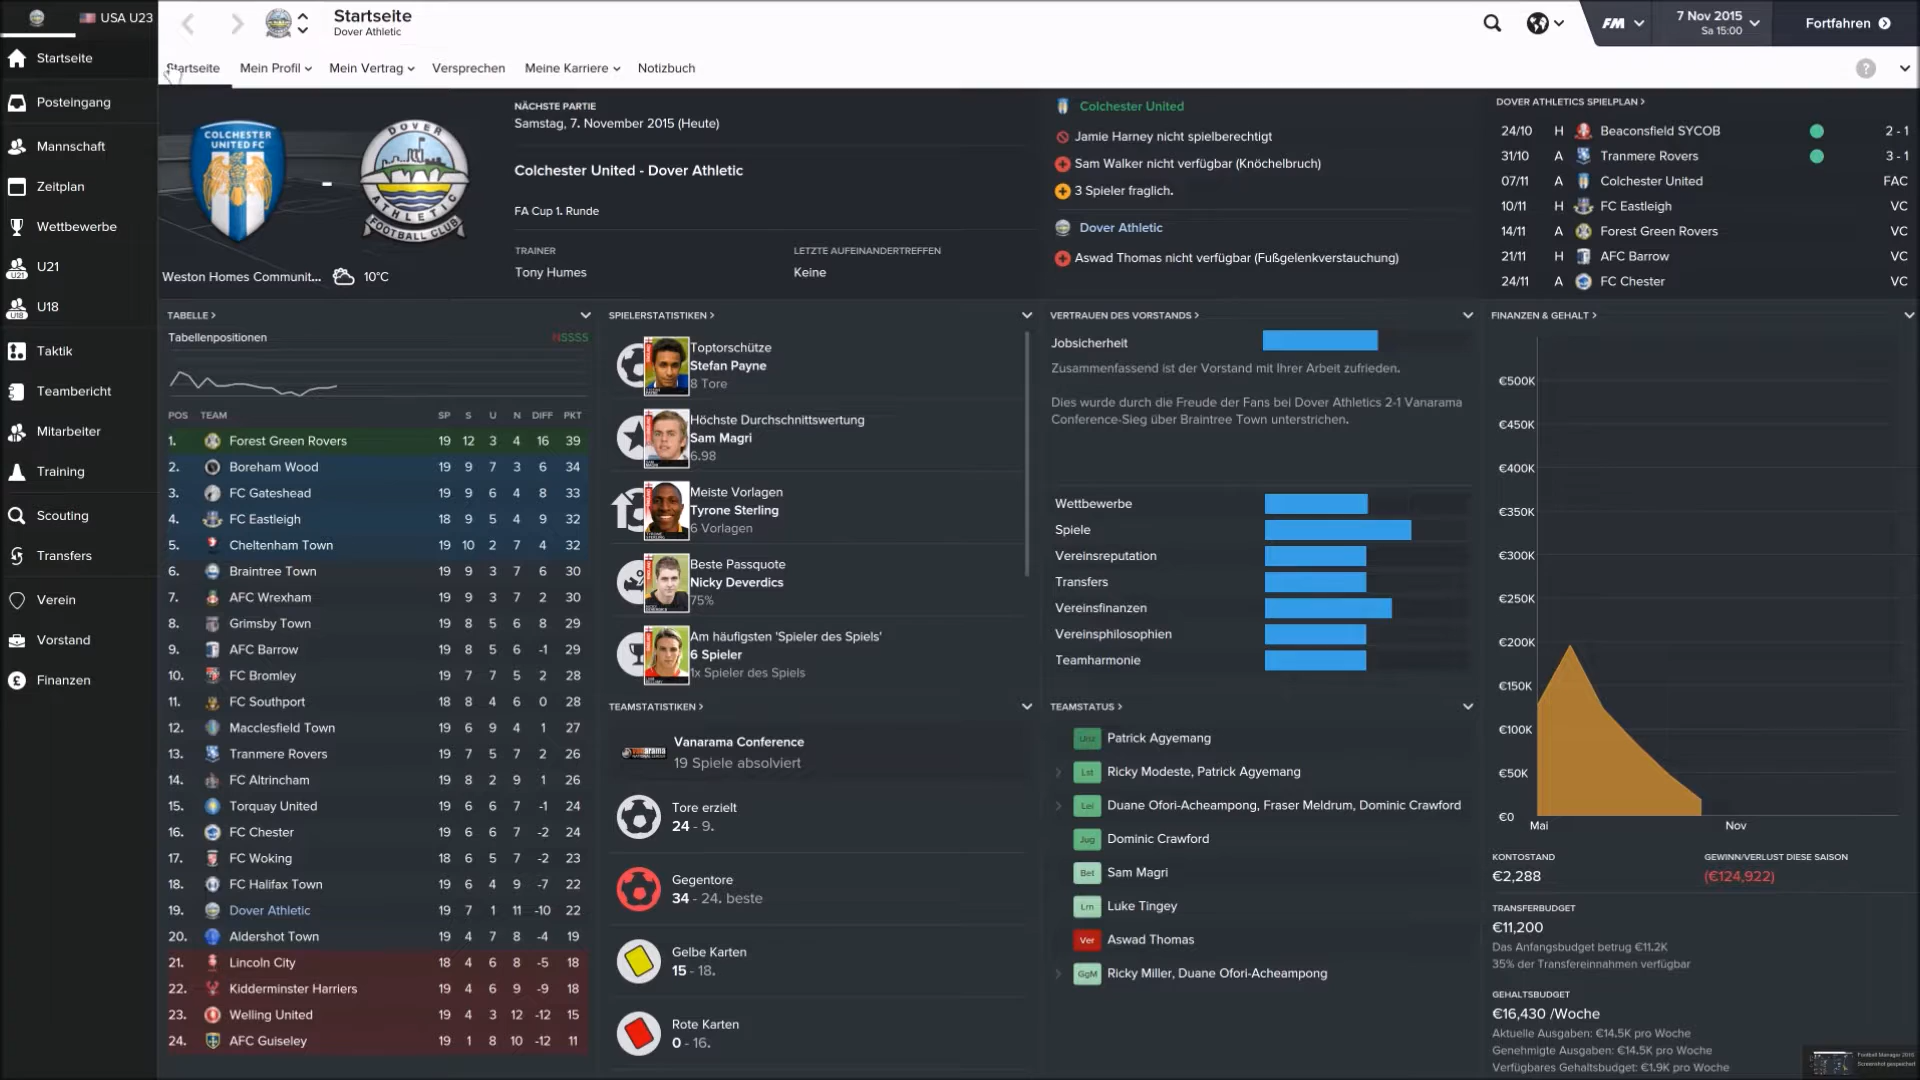 USA U23
Startseite
Dover Athletic
FM
7 Nov 2015
Sa 15:00
Fortfahren
Startseite
Posteingang
Mannschaft
Zeitplan
Wettbewerbe
U21
U21
U18
U18
Taktik
Teambericht
Mitarbeiter
Training
Scouting
Transfers
Verein
Vorstand
Finanzen
Startseite Mein Profil Mein Vertrag Versprechen Meine Karriere Notizbuch
?
COLCHESTER
UNITED FC
DOVER
ATHLETIC
FOOTBALL CLUB
-
Weston Homes Communit... 10°C
NÄCHSTE PARTIE
Samstag, 7. November 2015 (Heute)
Colchester United - Dover Athletic
FA Cup 1. Runde
TRAINER
Tony Humes
LETZTE AUFEINANDERTREFFEN
Keine
Colchester United
Jamie Harney nicht spielberechtigt
Sam Walker nicht verfügbar (Knöchelbruch)
3 Spieler fraglich.
Dover Athletic
Aswad Thomas nicht verfügbar (Fußgelenkverstauchung)
DOVER ATHLETICS SPIELPLAN >
24/10 H Beaconsfield SYCOB 2 - 1
31/10 A Tranmere Rovers 3 - 1
07/11 A Colchester United FAC
10/11 H FC Eastleigh VC
14/11 A Forest Green Rovers VC
21/11 H AFC Barrow VC
24/11 A FC Chester VC
TABELLE >
Tabellenpositionen NSSSS
POS TEAM SP S U N DIFF PKT
1. Forest Green Rovers 19 12 3 4 16 39
2. Boreham Wood 19 9 7 3 6 34
3. FC Gateshead 19 9 6 4 8 33
4. FC Eastleigh 18 9 5 4 9 32
5. Cheltenham Town 19 10 2 7 4 32
6. Braintree Town 19 9 3 7 6 30
7. AFC Wrexham 19 9 3 7 2 30
8. Grimsby Town 19 8 5 6 8 29
9. AFC Barrow 19 8 5 6 -1 29
10. FC Bromley 19 7 7 5 2 28
11. FC Southport 18 8 4 6 0 28
12. Macclesfield Town 19 6 9 4 1 27
13. Tranmere Rovers 19 7 5 7 2 26
14. FC Altrincham 19 8 2 9 1 26
15. Torquay United 19 6 6 7 -1 24
16. FC Chester 19 6 6 7 -2 24
17. FC Woking 18 6 5 7 -2 23
18. FC Halifax Town 19 6 4 9 -7 22
19. Dover Athletic 19 7 1 11 -10 22
20. Aldershot Town 19 4 7 8 -4 19
21. Lincoln City 18 4 6 8 -5 18
22. Kidderminster Harriers 19 4 6 9 -9 18
23. Welling United 19 4 3 12 -12 15
24. AFC Guiseley 19 1 8 10 -12 11
SPIELERSTATISTIKEN >
Toptorschütze
Stefan Payne
8 Tore
Höchste Durchschnittswertung
Sam Magri
6.98
Meiste Vorlagen
Tyrone Sterling
6 Vorlagen
Beste Passquote
Nicky Deverdics
75%
Am häufigsten 'Spieler des Spiels'
6 Spieler
1x Spieler des Spiels
TEAMSTATISTIKEN >
Vanarama Conference
19 Spiele absolviert
Tore erzielt
24 - 9.
Gegentore
34 - 24. beste
Gelbe Karten
15 - 18.
Rote Karten
0 - 16.
VERTRAUEN DES VORSTANDS >
Jobsicherheit
Zusammenfassend ist der Vorstand mit Ihrer Arbeit zufrieden.
Dies wurde durch die Freude der Fans bei Dover Athletics 2-1 Vanarama
Conference-Sieg über Braintree Town unterstrichen.
Wettbewerbe
Spiele
Vereinsreputation
Transfers
Vereinsfinanzen
Vereinsphilosophien
Teamharmonie
TEAMSTATUS >
Patrick Agyemang
Lst Ricky Modeste, Patrick Agyemang
Lei Duane Ofori-Acheampong, Fraser Meldrum, Dominic Crawford
Jug Dominic Crawford
Bet Sam Magri
Lrn Luke Tingey
Ver Aswad Thomas
GgM Ricky Miller, Duane Ofori-Acheampong
FINANZEN & GEHALT >
€500K
€450K
€400K
€350K
€300K
€250K
€200K
€150K
€100K
€50K
€0
Mai Nov
KONTOSTAND
€2,288
GEWINN/VERLUST DIESE SAISON
(€124,922)
TRANSFERBUDGET
€11,200
Das Anfangsbudget betrug €11.2K
35% der Transfereinnahmen verfügbar
GEHALTSBUDGET
€16,430 /Woche
Aktuelle Ausgaben: €14.5K pro Woche
Genehmigte Ausgaben: €14.5K pro Woche
Verfügbares Gehaltsbudget: €1.9K pro Woche
Football Manager 2016
Screenshot gespeichert